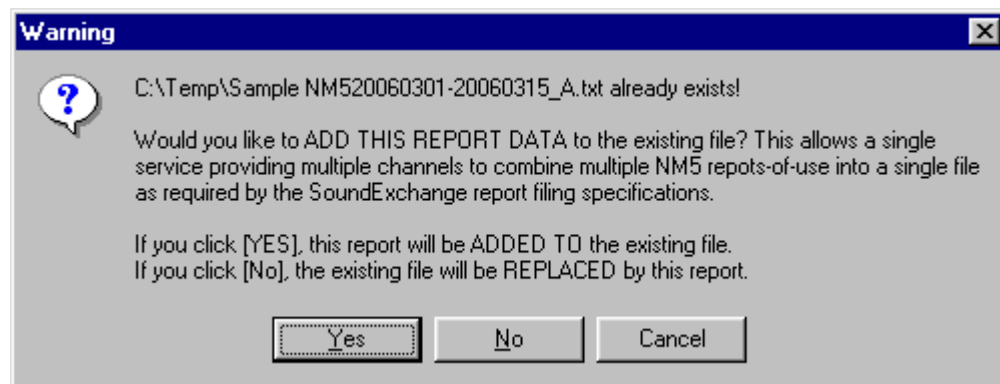 Warning
C:\Temp\Sample NM520060301-20060315_A.txt already exists!
Would you like to ADD THIS REPORT DATA to the existing file? This allows a single
service providing multiple channels to combine multiple NM5 repots-of-use into a single file
as required by the SoundExchange report filing specifications.
If you click [YES], this report will be ADDED TO the existing file.
If you click [No], the existing file will be REPLACED by this report.
Yes No Cancel